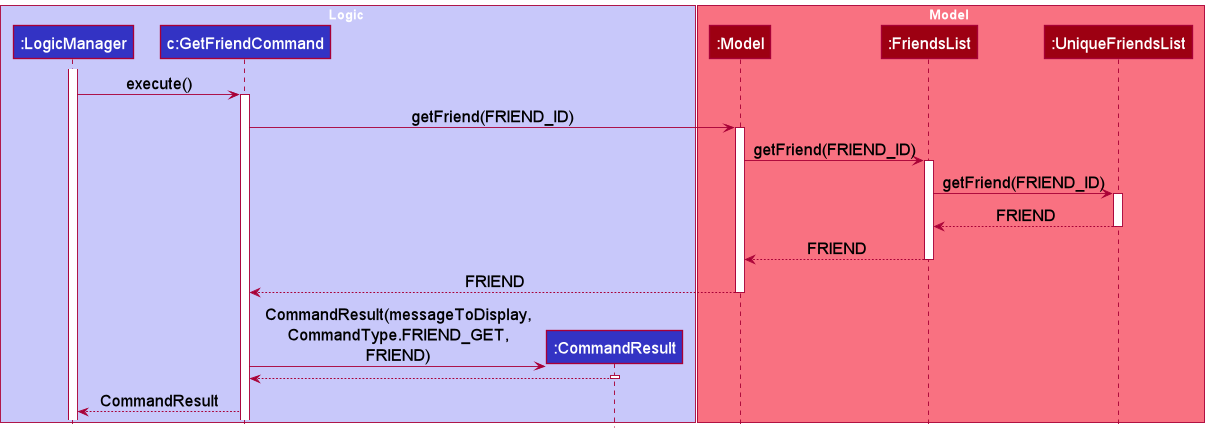 Logic
Model
:LogicManager
c:GetFriendCommand
:Model
:FriendsList
:UniqueFriendsList
execute()
getFriend(FRIEND_ID)
getFriend(FRIEND_ID)
getFriend(FRIEND_ID)
FRIEND
FRIEND
FRIEND
CommandResult(messageToDisplay,
CommandType.FRIEND_GET,
FRIEND)
:CommandResult
CommandResult